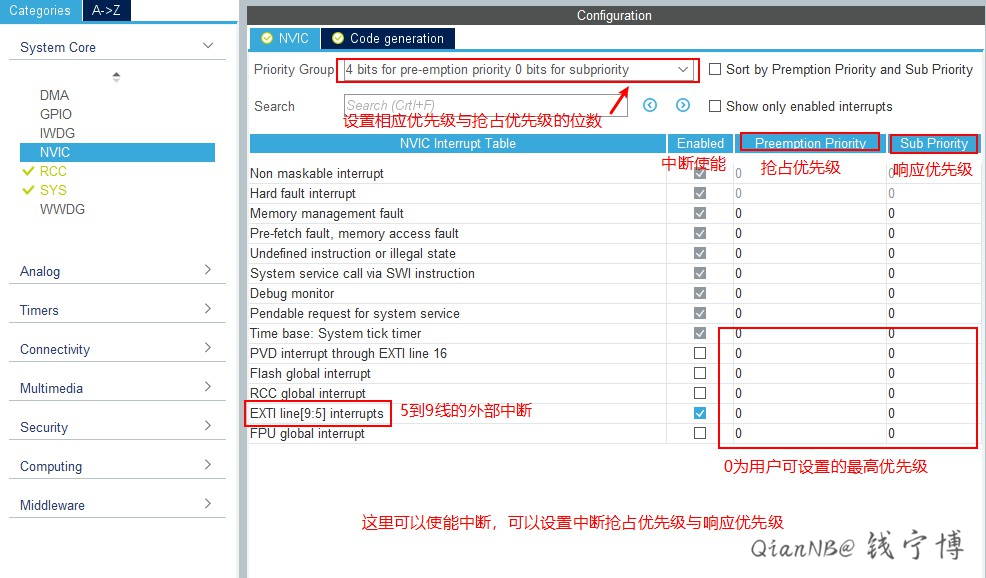 Categories A->Z
Configuration
System Core
DMA
GPIO
IWDG
NVIC
RCC
SYS
WWDG
Analog
Timers
Connectivity
Multimedia
Security
Computing
Middleware
NVIC Code generation
Priority Group 4 bits for pre-emption priority 0 bits for subpriority Sort by Premption Priority and Sub Priority
Search Search (CrtI+F) Show only enabled interrupts
设置相应优先级与抢占优先级的位数
NVIC Interrupt Table Enabled Preemption Priority Sub Priority
中断使能 抢占优先级 响应优先级
Non maskable interrupt 0 0
Hard fault interrupt 0 0
Memory management fault 0 0
Pre-fetch fault, memory access fault 0 0
Undefined instruction or illegal state 0 0
System service call via SWI instruction 0 0
Debug monitor 0 0
Pendable request for system service 0 0
Time base: System tick timer 0 0
PVD interrupt through EXTI line 16 0 0
Flash global interrupt 0 0
RCC global interrupt 0 0
EXTI line[9:5] interrupts 5到9线的外部中断 0 0
FPU global interrupt 0 0
0为用户可设置的最高优先级
这里可以使能中断，可以设置中断抢占优先级与响应优先级
QianNB@ 钱宁博